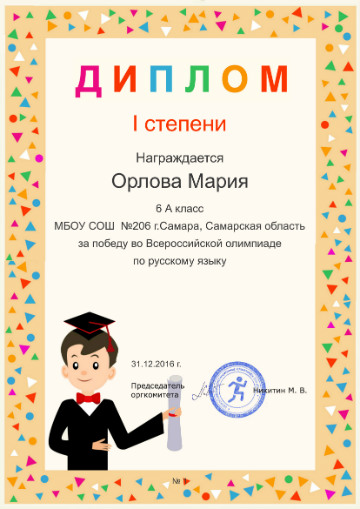 ДИПЛОМ
I степени
Награждается
Орлова Мария
6 А класс
МБОУ СОШ №206 г.Самара, Самарская область
за победу во Всероссийской олимпиаде
по русскому языку
31.12.2016 г.
Председатель
оргкомитета
Никитин М. В.
№ 1